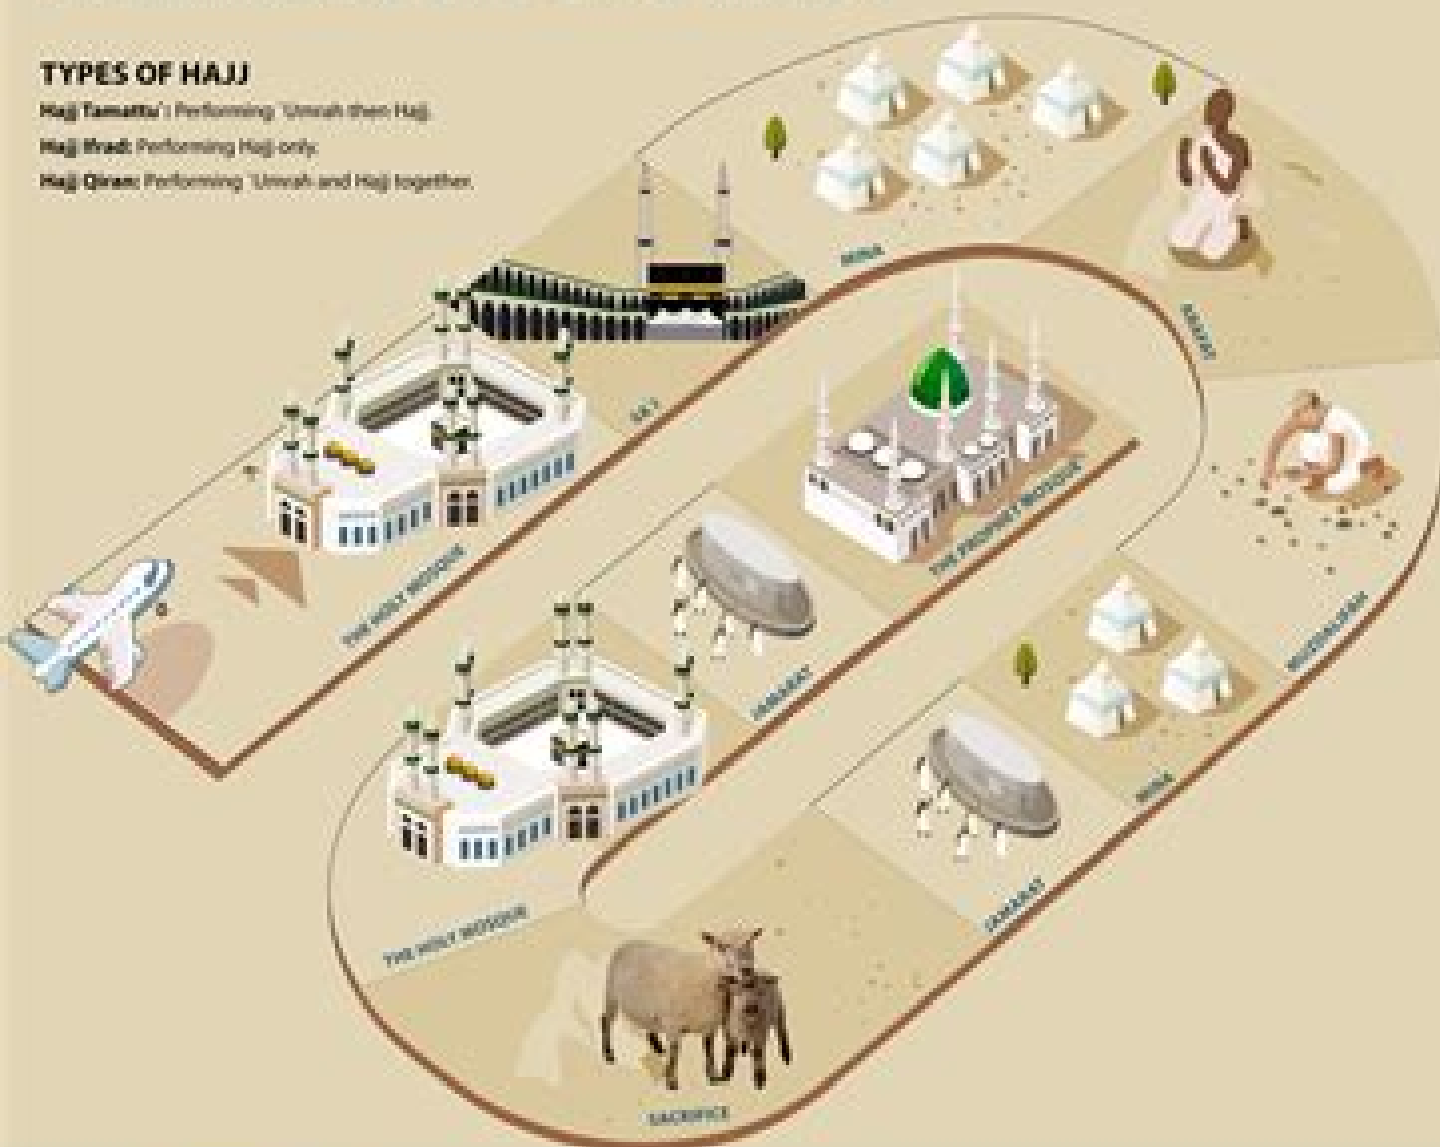 TYPES OF HAJJ
Hajj Tamattu': Performing 'Umrah then Hajj.
Hajj Ifrad: Performing Hajj only.
Hajj Qiran: Performing 'Umrah and Hajj together.
MINA
ARAFAT
SA'I
THE HOLY MOSQUE
THE PROPHET MOSQUE
MUZDALIFAH
JAMARAT
MINA
JAMARAT
THE HOLY MOSQUE
SACRIFICE